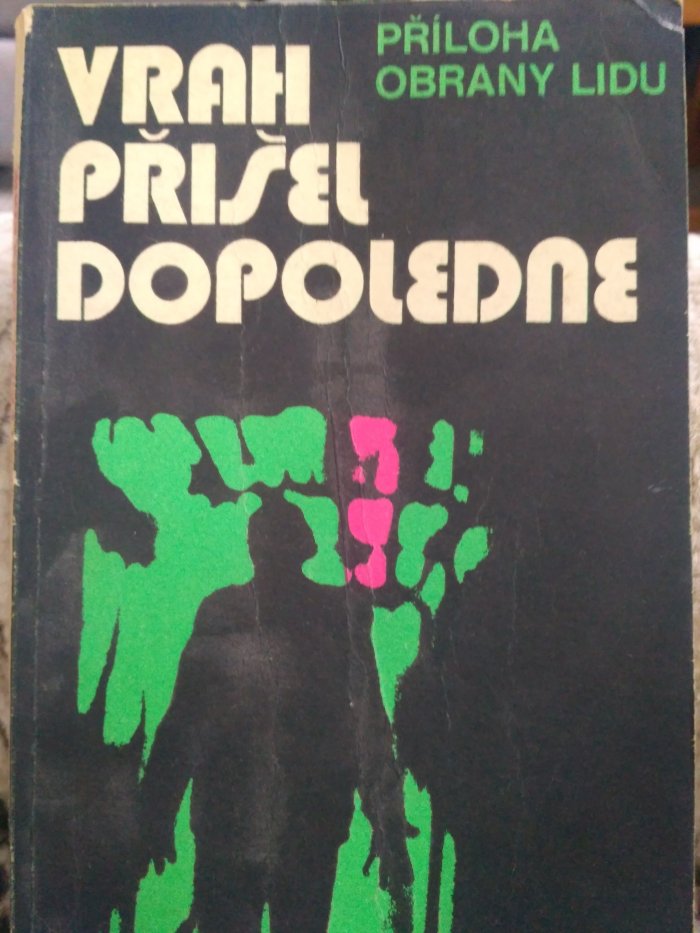 VRAH
PŘIŠEL
DOPOLEDNE
PŘÍLOHA
OBRANY LIDU